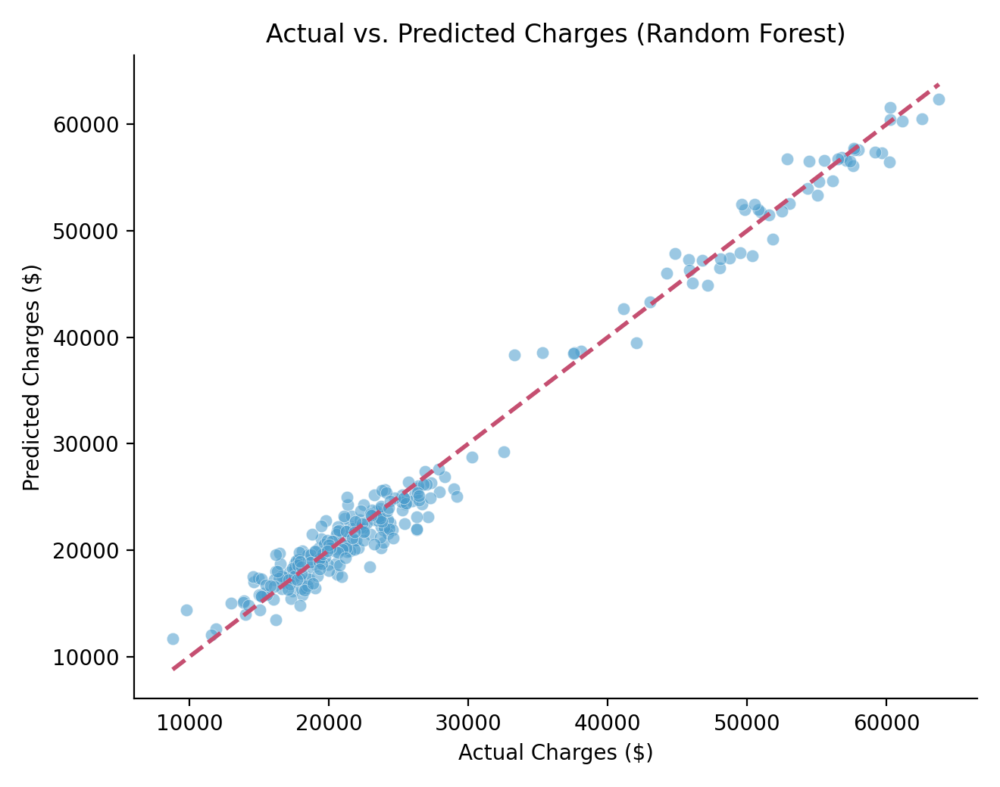 Actual vs. Predicted Charges (Random Forest)
Predicted Charges ($)
60000
50000
40000
30000
20000
10000
10000 20000 30000 40000 50000 60000
Actual Charges ($)